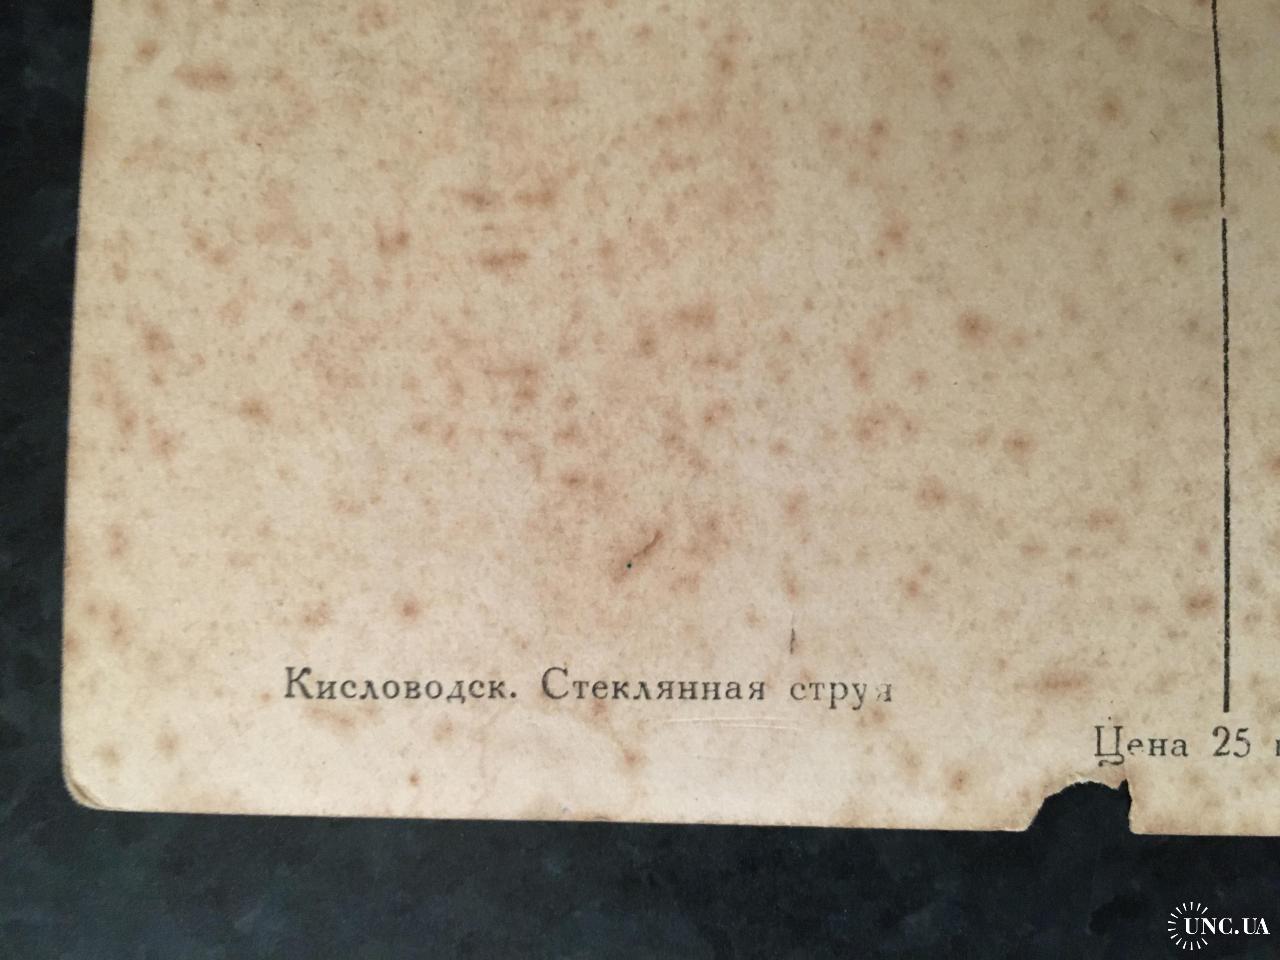 Кисловодск. Стеклянная струя
Цена 25
UNC.UA